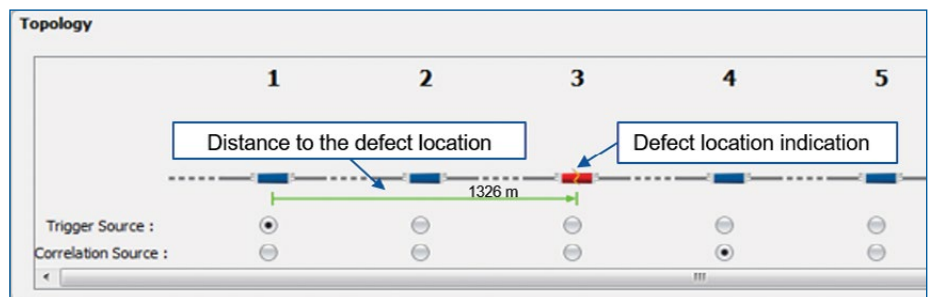 Topology
1 2 3 4 5
Distance to the defect location
Defect location indication
1326 m
Trigger Source :
Correlation Source :